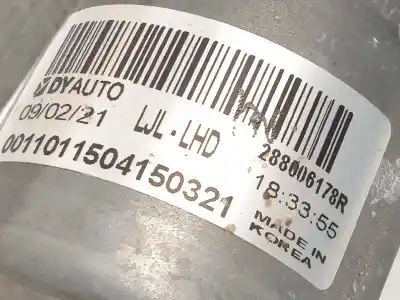 DYAUTO
09/02/21 LJL-LHD 288006178R
0011011504150321 18:33:55
MADE IN
KOREA